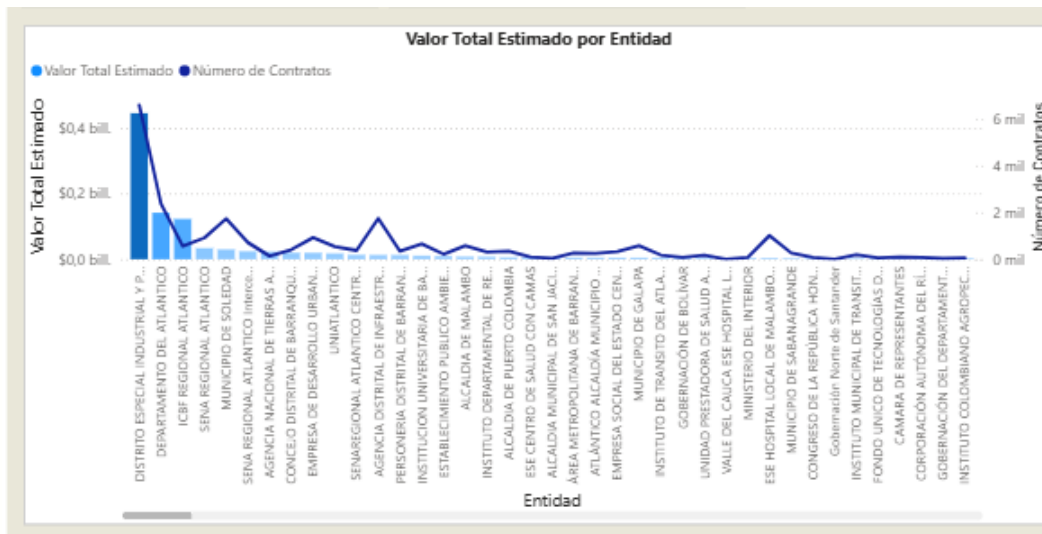 Valor Total Estimado por Entidad
Valor Total Estimado Número de Contratos
Valor Total Estimado
$0,4 bill.
$0,2 bill.
$0,0 bill.
6 mil
4 mil
2 mil
0 mil
Número de Contratos
DISTRITO ESPECIAL INDUSTRIAL Y P...
DEPARTAMENTO DEL ATLÁNTICO
ICBF REGIONAL ATLANTICO
SENA REGIONAL ATLANTICO
MUNICIPIO DE SOLEDAD
SENA REGIONAL ATLANTICO Interce...
AGENCIA NACIONAL DE TIERRAS A...
CONCEJO DISTRITAL DE BARRANQU...
EMPRESA DE DESARROLLO URBAN...
UNIATLANTICO
SENAREGIONAL ATLANTICO CENTR...
AGENCIA DISTRITAL DE INFRAESTR...
PERSONERIA DISTRITAL DE BARRAN...
INSTITUCION UNIVERSITARIA DE BA...
ESTABLECIMIENTO PUBLICO AMBIE...
ALCALDIA DE MALAMBO
INSTITUTO DEPARTAMENTAL DE RE...
ALCALDIA DE PUERTO COLOMBIA
ESE CENTRO DE SALUD CON CAMAS
ALCALDIA MUNICIPAL DE SAN JACI...
ÁREA METROPOLITANA DE BARRAN...
ATLÁNTICO ALCALDÍA MUNICIPIO ...
EMPRESA SOCIAL DEL ESTADO CEN...
MUNICIPIO DE GALAPA
INSTITUTO DE TRANSITO DEL ATLA...
GOBERNACIÓN DE BOLÍVAR
UNIDAD PRESTADORA DE SALUD A...
VALLE DEL CAUCA ESE HOSPITAL L...
MINISTERIO DEL INTERIOR
ESE HOSPITAL LOCAL DE MALAMBO...
MUNICIPIO DE SABANAGRANDE
CONGRESO DE LA REPÚBLICA HON...
Gobernación Norte de Santander
INSTITUTO MUNICIPAL DE TRANSIT...
FONDO UNICO DE TECNOLOGÍAS D...
CAMARA DE REPRESENTANTES
CORPORACIÓN AUTÓNOMA DEL RÍ...
GOBERNACIÓN DEL DEPARTAMENT...
INSTITUTO COLOMBIANO AGROPEC...
Entidad